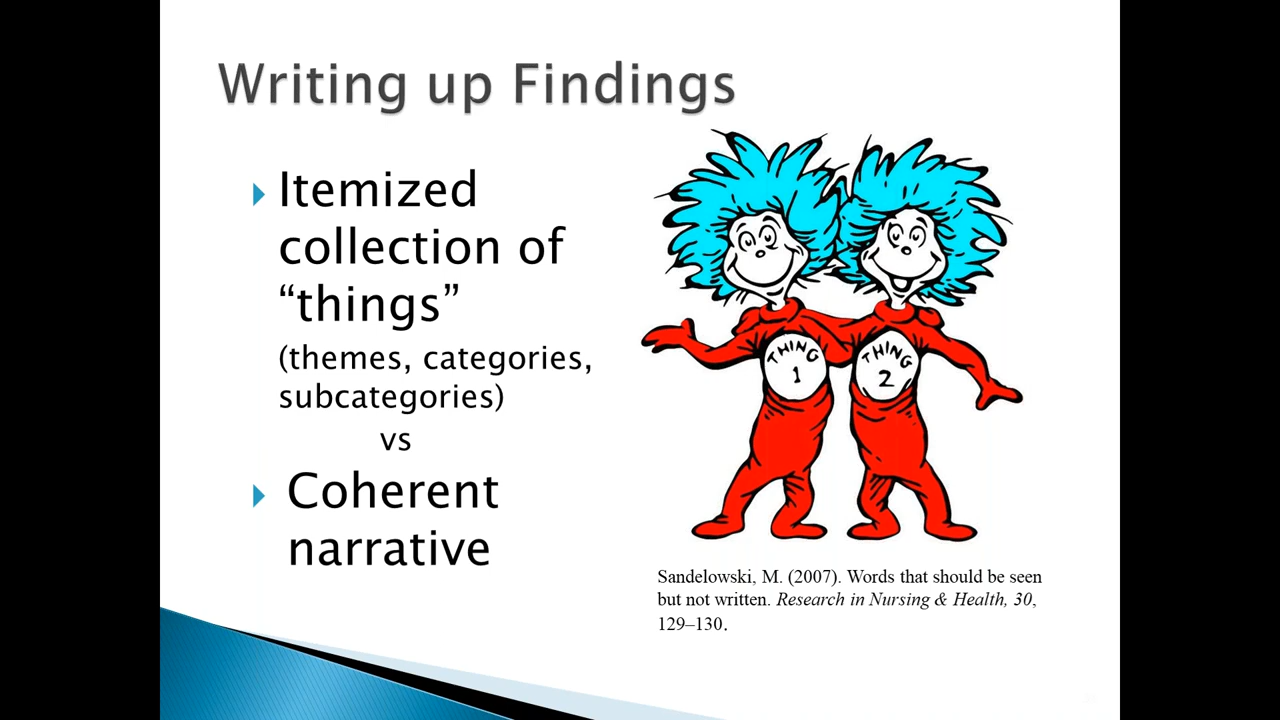 Writing up Findings
Itemized
collection of
“things”
(themes, categories,
subcategories)
vs
Coherent
narrative
THING
1
THING
2
Sandelowski, M. (2007). Words that should be seen
but not written. Research in Nursing & Health, 30,
129–130.